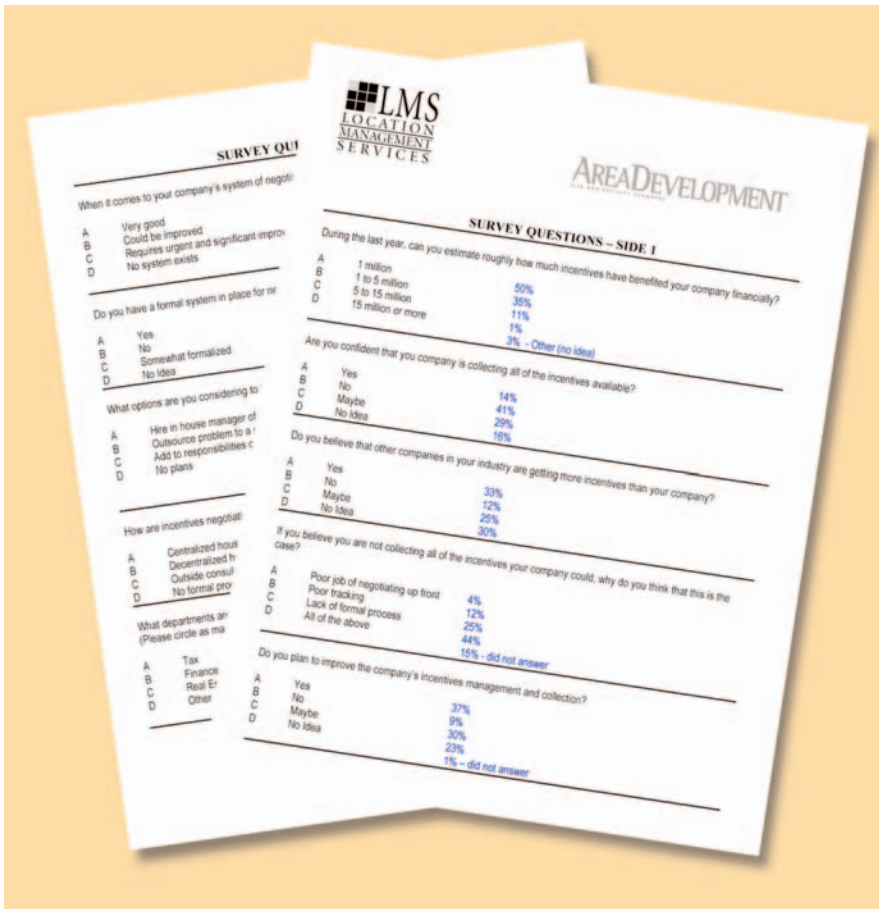 SURVEY QUE
When it comes to your company's system of negoti
A Very good
B Could be improved
C Requires urgent and significant improv
D No system exists
Do you have a formal system in place for ne
A Yes
B No
C Somewhat formalized
D No Idea
What options are you considering to
A Hire in house manager of
B Outsource problem to a
C Add to responsibilities o
D No plans
How are incentives negotiat
A Centralized hous
B Decentralized h
C Outside consul
D No formal pro
What departments ar
(Please circle as ma
A Tax
B Finance
C Real Es
D Other
LMS
LOCATION
MANAGEMENT
SERVICES
AREADEVELOPMENT
SURVEY QUESTIONS – SIDE 1
During the last year, can you estimate roughly how much incentives have benefited your company financially?
A 1 million 50%
B 1 to 5 million 35%
C 5 to 15 million 11%
D 15 million or more 1%
3% - Other (no idea)
Are you confident that you company is collecting all of the incentives available?
A Yes 14%
B No 41%
C Maybe 29%
D No Idea 16%
Do you believe that other companies in your industry are getting more incentives than your company?
A Yes 33%
B No 12%
C Maybe 25%
D No Idea 30%
If you believe you are not collecting all of the incentives your company could, why do you think that this is the
case?
A Poor job of negotiating up front 4%
B Poor tracking 12%
C Lack of formal process 25%
D All of the above 44%
15% - did not answer
Do you plan to improve the company's incentives management and collection?
A Yes 37%
B No 9%
C Maybe 30%
D No Idea 23%
1% – did not answer